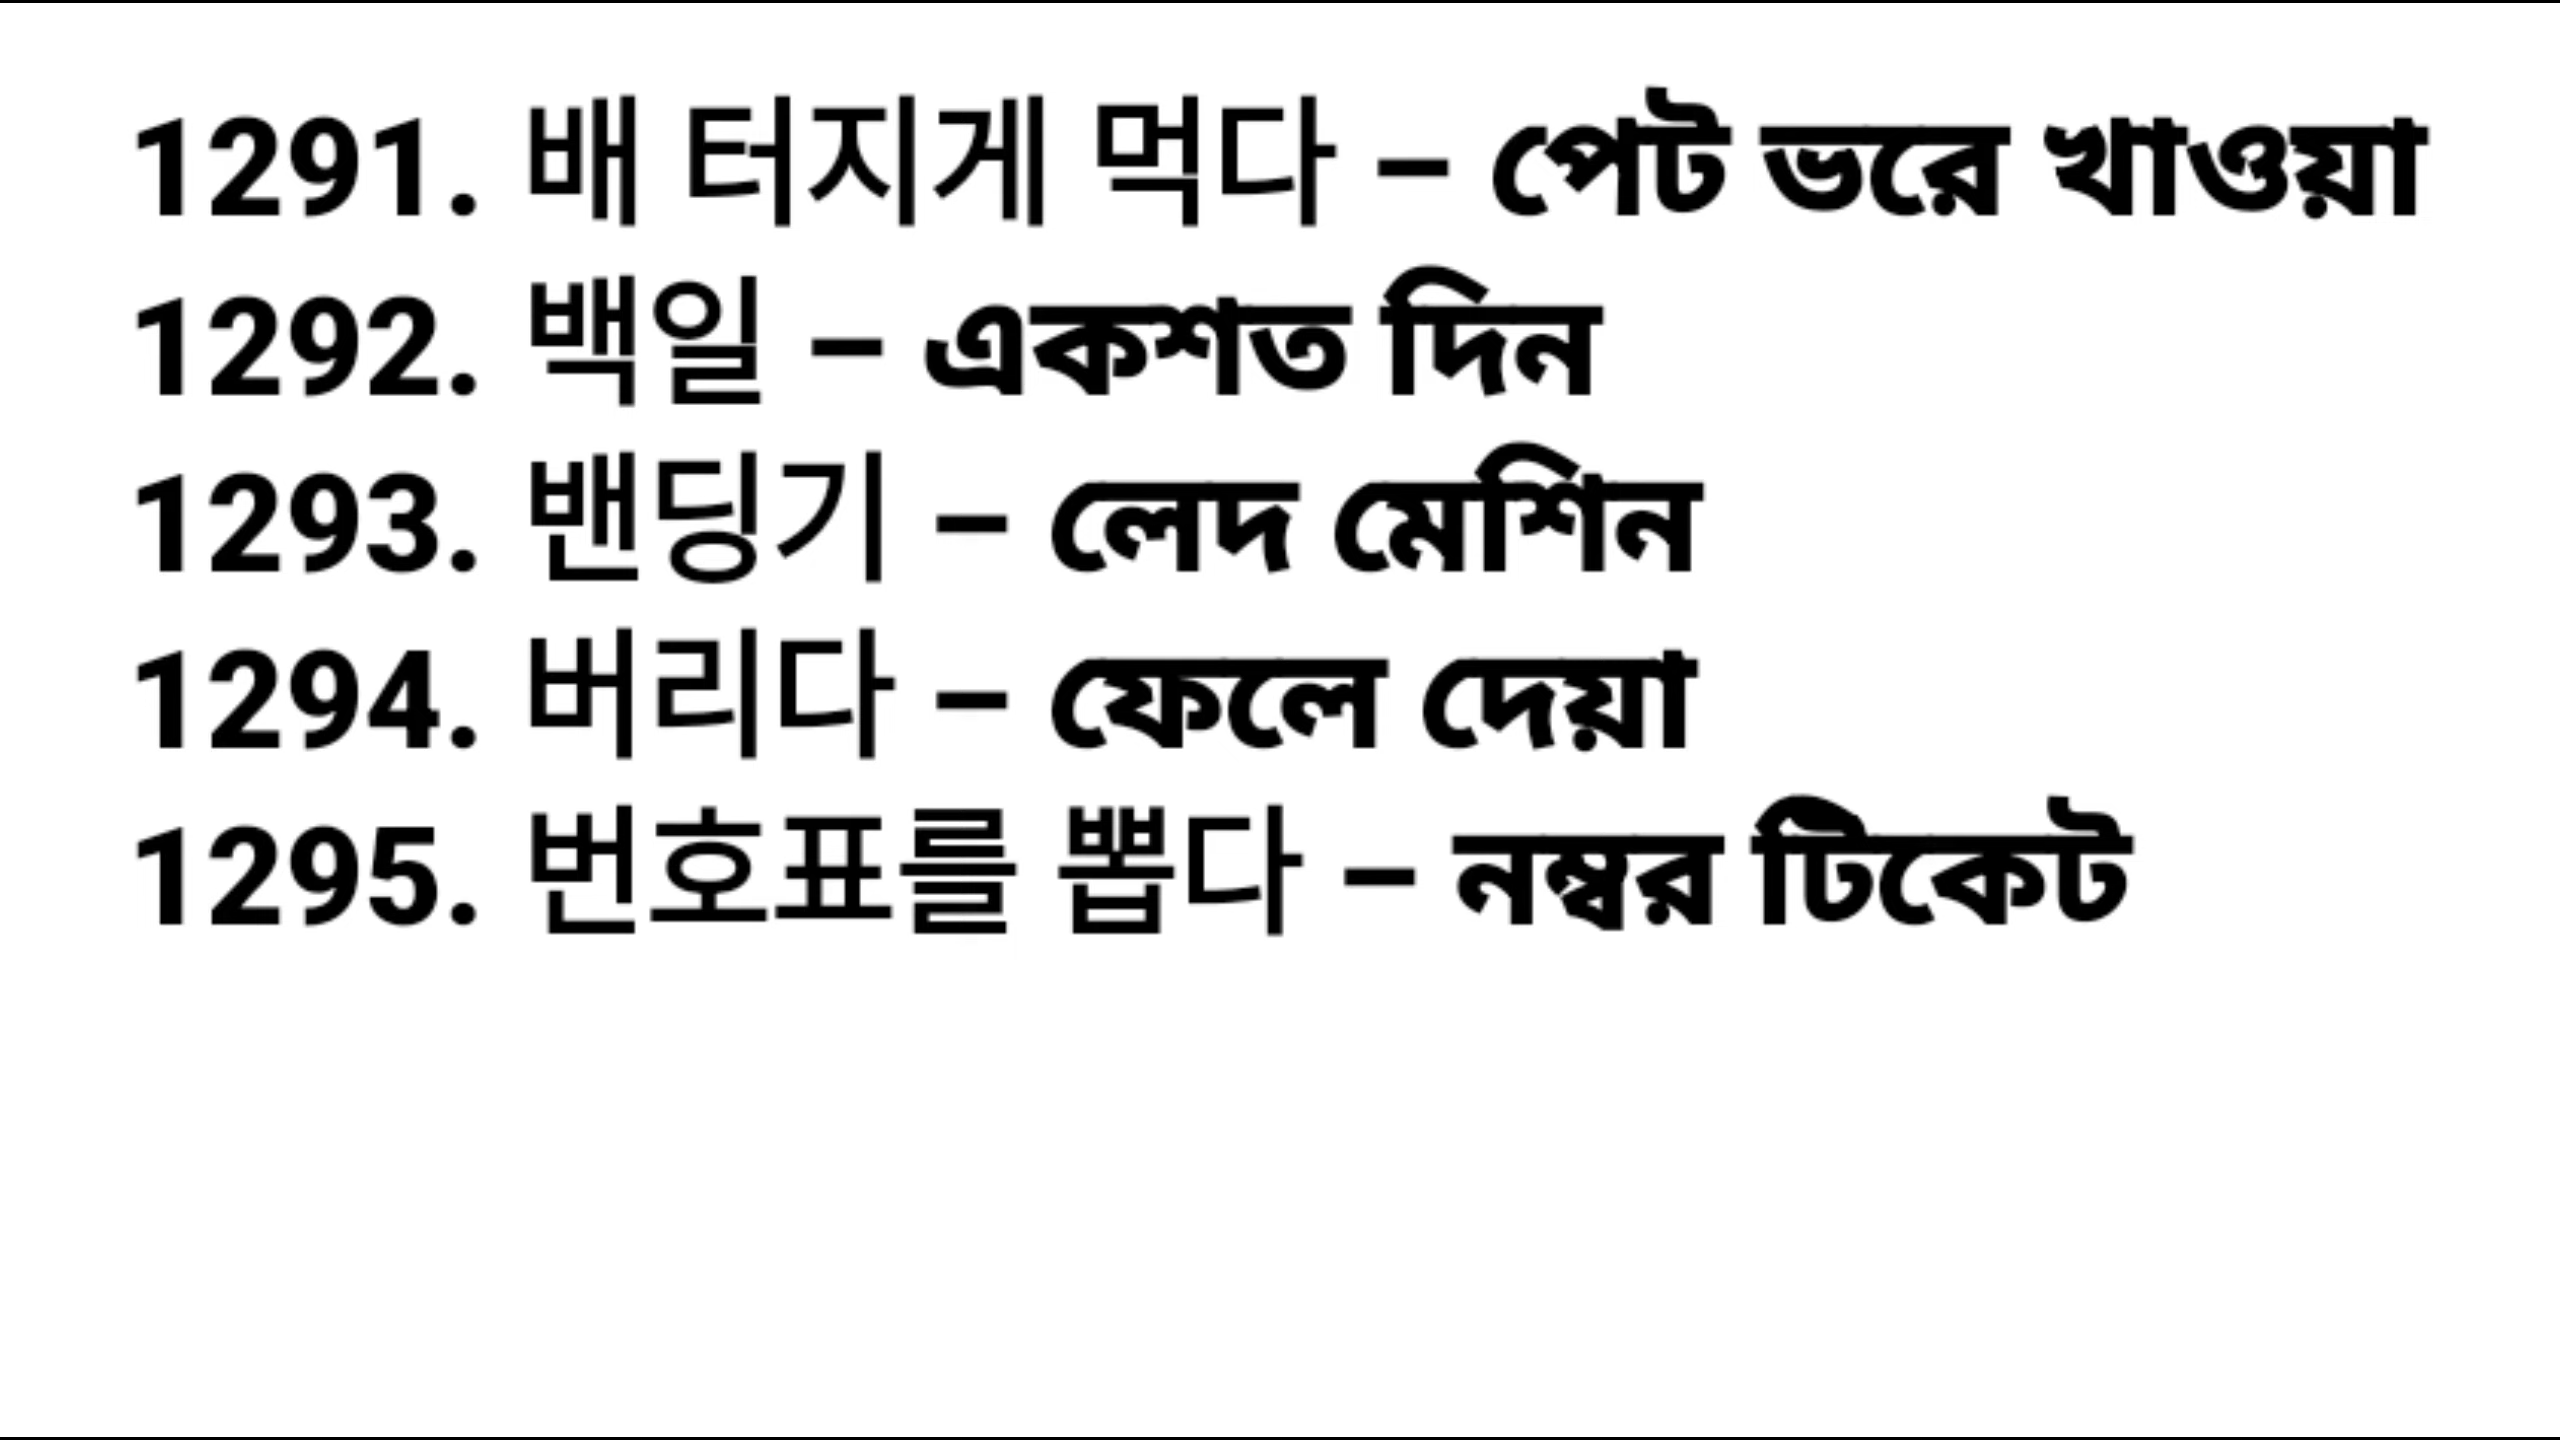 1291. 배 터지게 먹다 – পেট ভরে খাওয়া
1292. 백일 – একশত দিন
1293. 밴딩기 – লেদ মেশিন
1294. 버리다 – ফেলে দেয়া
1295. 번호표를 뽑다 – নম্বর টিকেট